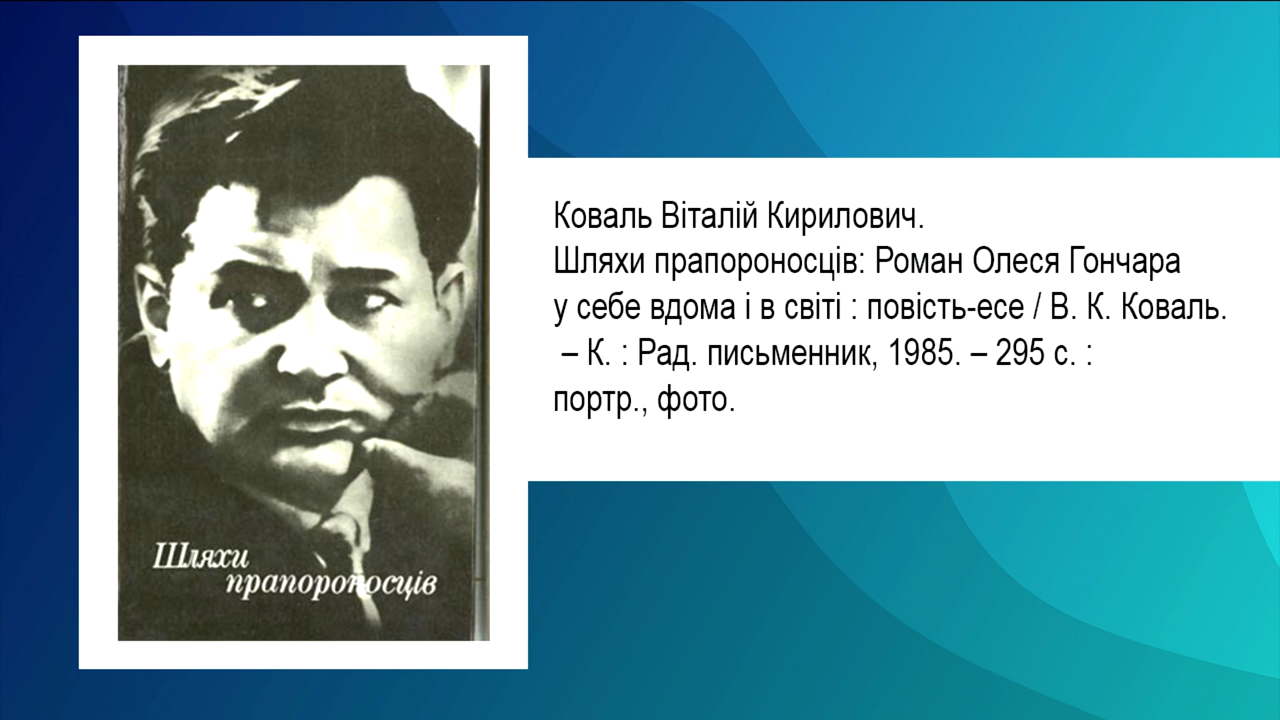 Шляхи
прапороносців
Коваль Віталій Кирилович.
Шляхи прапороносців: Роман Олеся Гончара
у себе вдома і в світі : повість-есе / В. К. Коваль.
– К. : Рад. письменник, 1985. – 295 с. :
портр., фото.